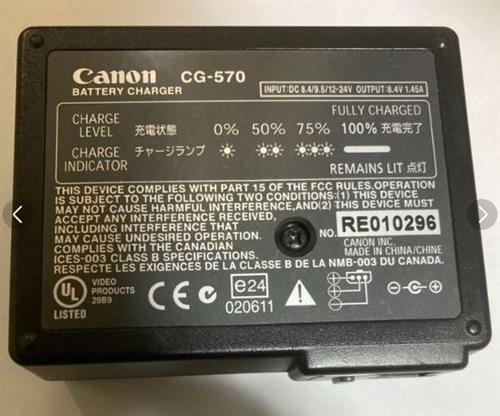 Canon CG-570
BATTERY CHARGER
INPUT:DC 8.4/9.5/12-24V OUTPUT:8.4V 1.45A
FULLY CHARGED
CHARGE LEVEL 充電状態 0% 50% 75% 100% 充電完了
CHARGE INDICATOR チャージランプ
REMAINS LIT 点灯
THIS DEVICE COMPLIES WITH PART 15 OF THE FCC RULES.OPERATION
IS SUBJECT TO THE FOLLOWING TWO CONDITIONS:(1) THIS DEVICE
MAY NOT CAUSE HARMFUL INTERFERENCE,AND(2) THIS DEVICE MUST
ACCEPT ANY INTERFERENCE RECEIVED,
INCLUDING INTERFERENCE THAT
MAY CAUSE UNDESIRED OPERATION.
COMPLIES WITH THE CANADIAN
ICES-003 CLASS B SPECIFICATIONS.
RESPECTE LES EXIGENCES DE LA CLASSE B DE LA NMB-003 DU CANADA.
NO. RE010296
CANON INC.
MADE IN CHINA/CHINE
UL
LISTED
VIDEO
PRODUCTS
29B9
CE
e24
020611